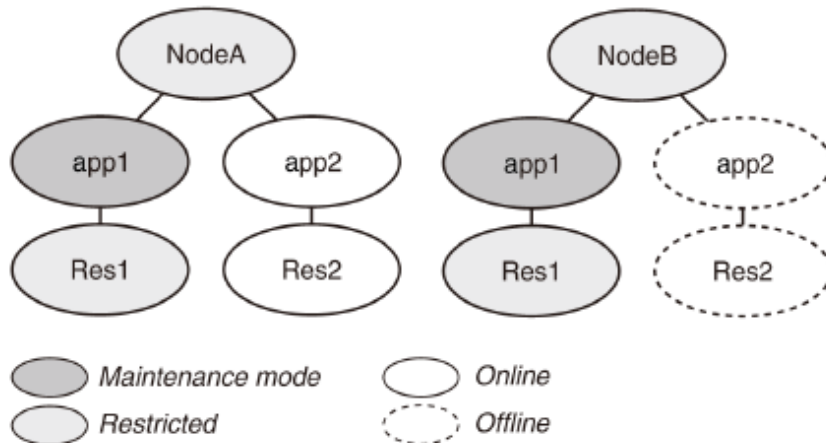 NodeA NodeB
app1 app2 app1 app2
Res1 Res2 Res1 Res2
Maintenance mode Online
Restricted Offline